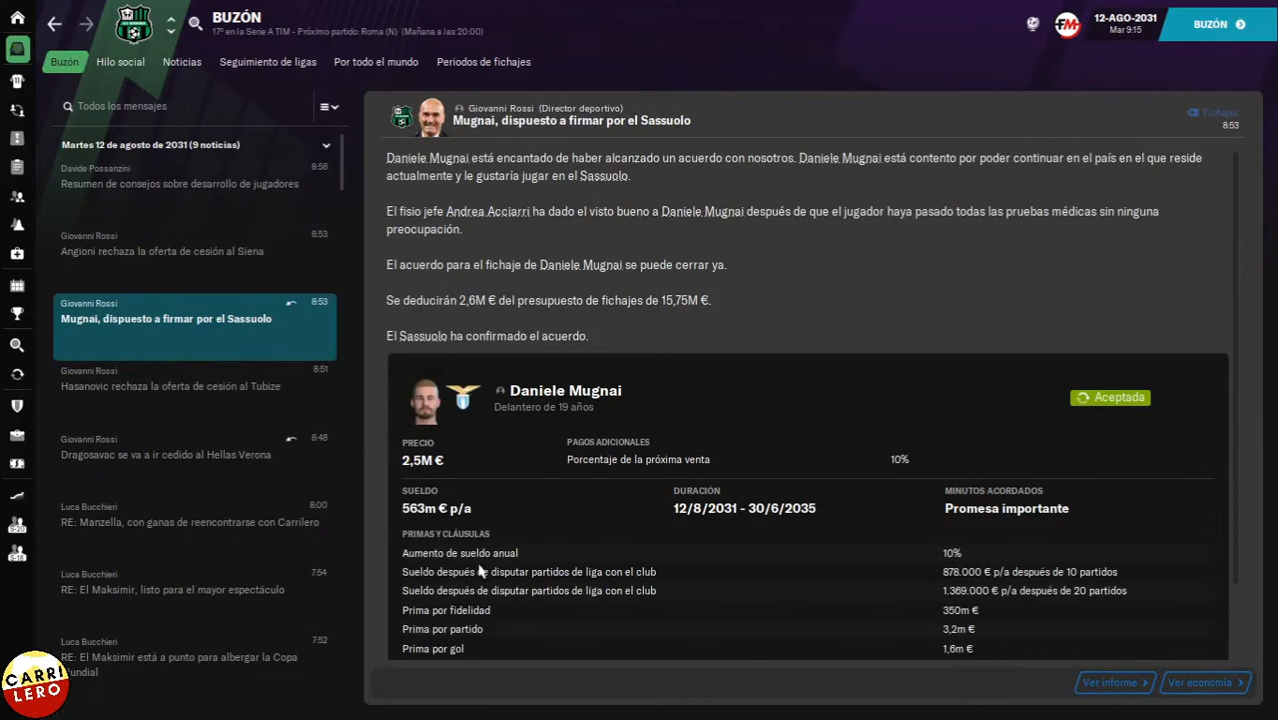 BUZÓN
17º en la Serie A TIM - Próximo partido: Roma (N) (Mañana a las 20:00)
FM
12-AGO-2031
Mar 9:15
BUZÓN
Buzón
Hilo social
Noticias
Seguimiento de ligas
Por todo el mundo
Periodos de fichajes
Todos los mensajes
Martes 12 de agosto de 2031 (9 noticias)
Davide Possanzini
8:58
Resumen de consejos sobre desarrollo de jugadores
Giovanni Rossi
8:53
Angioni rechaza la oferta de cesión al Siena
Giovanni Rossi
8:53
Mugnai, dispuesto a firmar por el Sassuolo
Giovanni Rossi
8:51
Hasanovic rechaza la oferta de cesión al Tubize
Giovanni Rossi
8:48
Dragosavac se va a ir cedido al Hellas Verona
Luca Bucchieri
8:00
RE: Manzella, con ganas de reencontrarse con Carrilero
Luca Bucchieri
7:54
RE: El Maksimir, listo para el mayor espectáculo
Luca Bucchieri
7:52
RE: El Maksimir está a punto para albergar la Copa
undial
S-20
S-18
CARRI
LERO
Giovanni Rossi (Director deportivo)
Mugnai, dispuesto a firmar por el Sassuolo
Fichajes
8:53
Daniele Mugnai está encantado de haber alcanzado un acuerdo con nosotros. Daniele Mugnai está contento por poder continuar en el país en el que reside
actualmente y le gustaría jugar en el Sassuolo.
El fisio jefe Andrea Acciarri ha dado el visto bueno a Daniele Mugnai después de que el jugador haya pasado todas las pruebas médicas sin ninguna
preocupación.
El acuerdo para el fichaje de Daniele Mugnai se puede cerrar ya.
Se deducirán 2,6M € del presupuesto de fichajes de 15,75M €.
El Sassuolo ha confirmado el acuerdo.
Daniele Mugnai
Delantero de 19 años
Aceptada
PRECIO
2,5M €
PAGOS ADICIONALES
Porcentaje de la próxima venta
10%
SUELDO
563m € p/a
DURACIÓN
12/8/2031 - 30/6/2035
MINUTOS ACORDADOS
Promesa importante
PRIMAS Y CLÁUSULAS
Aumento de sueldo anual
10%
Sueldo después de disputar partidos de liga con el club
878.000 € p/a después de 10 partidos
Sueldo después de disputar partidos de liga con el club
1.369.000 € p/a después de 20 partidos
Prima por fidelidad
350m €
Prima por partido
3,2m €
Prima por gol
1,6m €
Ver informe
Ver economía